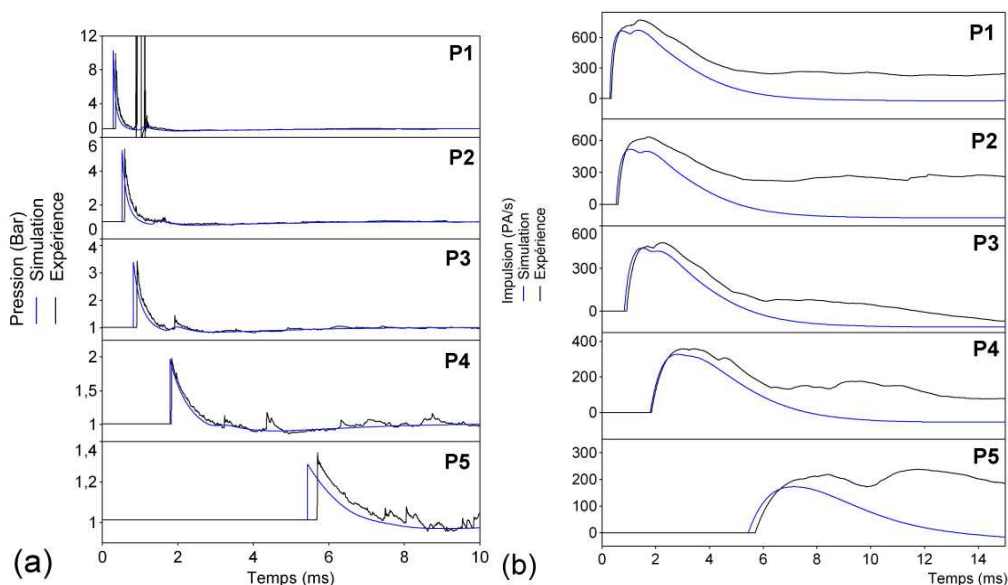 12
8
4
0
P1
6
4
2
0
P2
4
3
2
1
P3
2
1
P4
1,4
1,2
1
P5
0 2 4 6 8 10
Temps (ms)
Pression (Bar)
Simulation
Expérience
(a)
600
300
0
P1
600
300
0
P2
600
300
0
P3
400
200
0
P4
300
200
100
0
P5
0 2 4 6 8 10 12 14
Temps (ms)
Impulsion (PA/s)
Simulation
Expérience
(b)